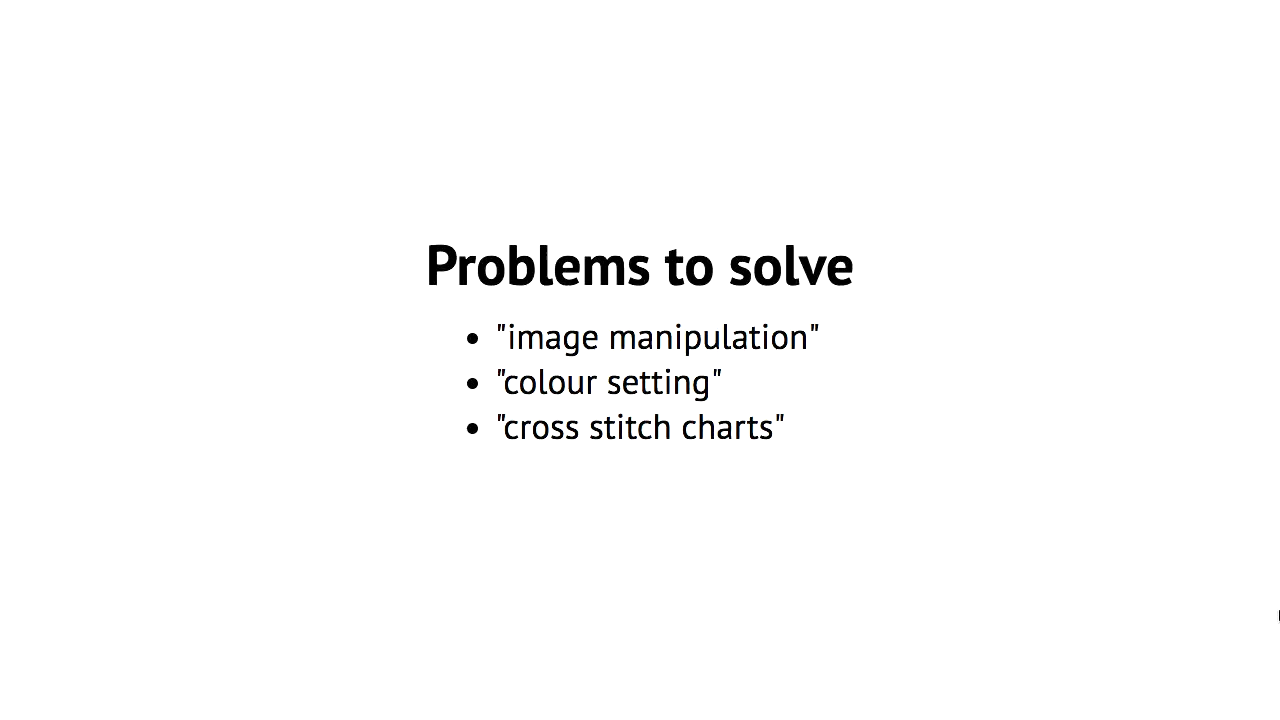 Problems to solve
• "image manipulation"
• "colour setting"
• "cross stitch charts"